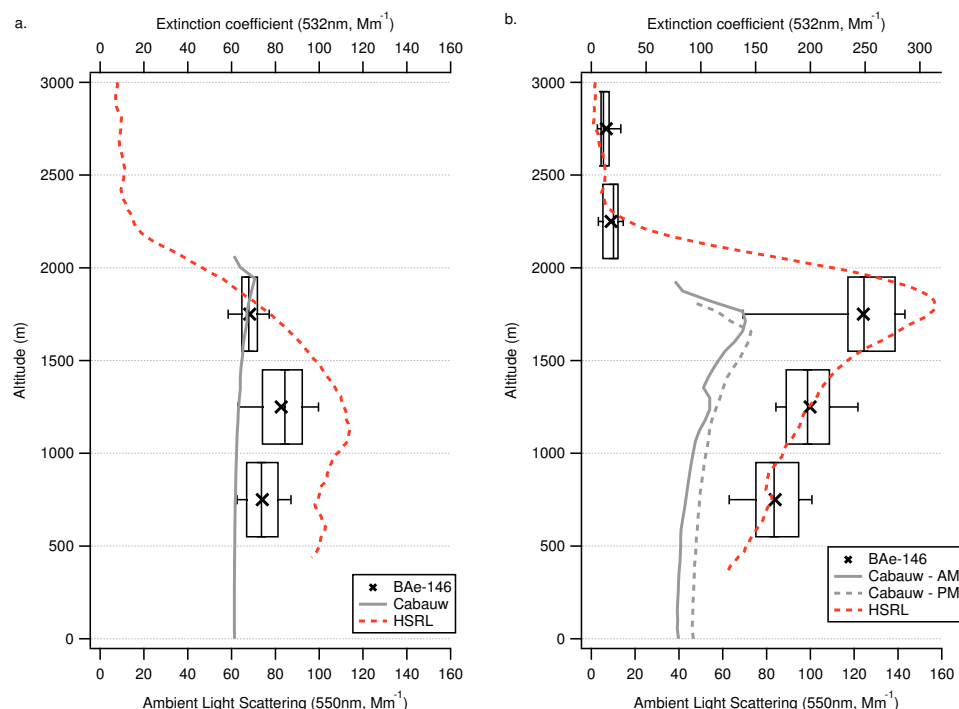 a.
Extinction coefficient (532nm, Mm-1)
0 20 40 60 80 100 120 140 160
3000
2500
2000
1500
1000
500
0
Altitude (m)
BAe-146
Cabauw
HSRL
0 20 40 60 80 100 120 140 160
Ambient Light Scattering (550nm, Mm-1)
b.
Extinction coefficient (532nm, Mm-1)
0 50 100 150 200 250 300
3000
2500
2000
1500
1000
500
0
Altitude (m)
BAe-146
Cabauw - AM
Cabauw - PM
HSRL
0 20 40 60 80 100 120 140 160
Ambient Light Scattering (550nm, Mm-1)